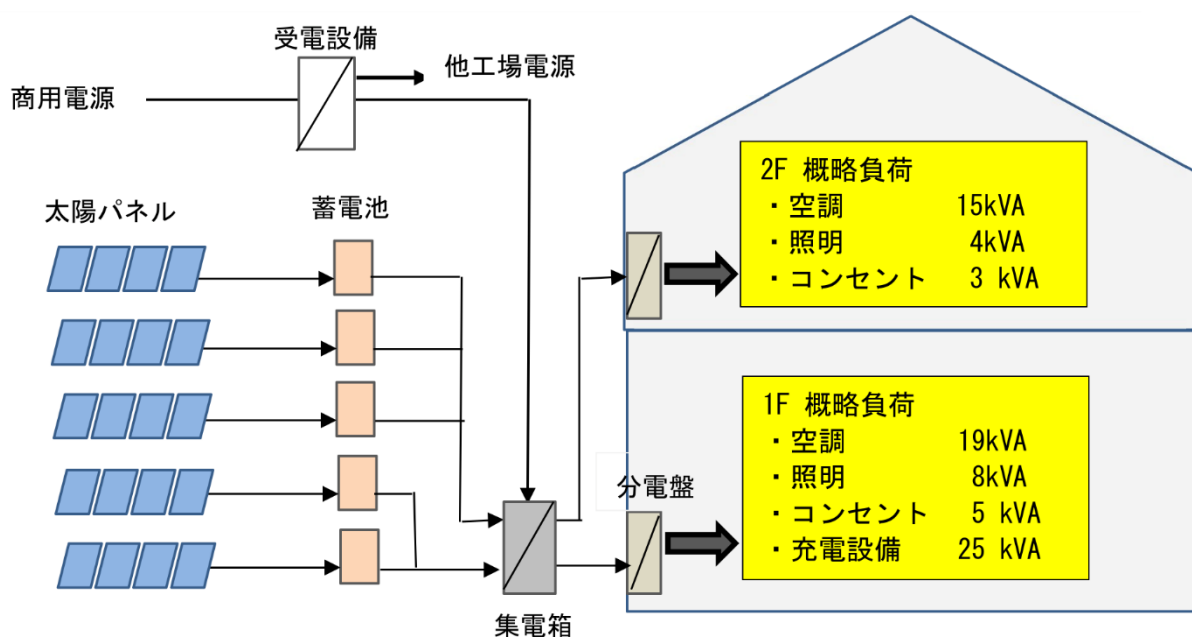 受電設備
他工場電源
商用電源
太陽パネル
蓄電池
2F 概略負荷
・空調 15kVA
・照明 4kVA
・コンセント 3 kVA
1F 概略負荷
・空調 19kVA
・照明 8kVA
・コンセント 5 kVA
・充電設備 25 kVA
分電盤
集電箱